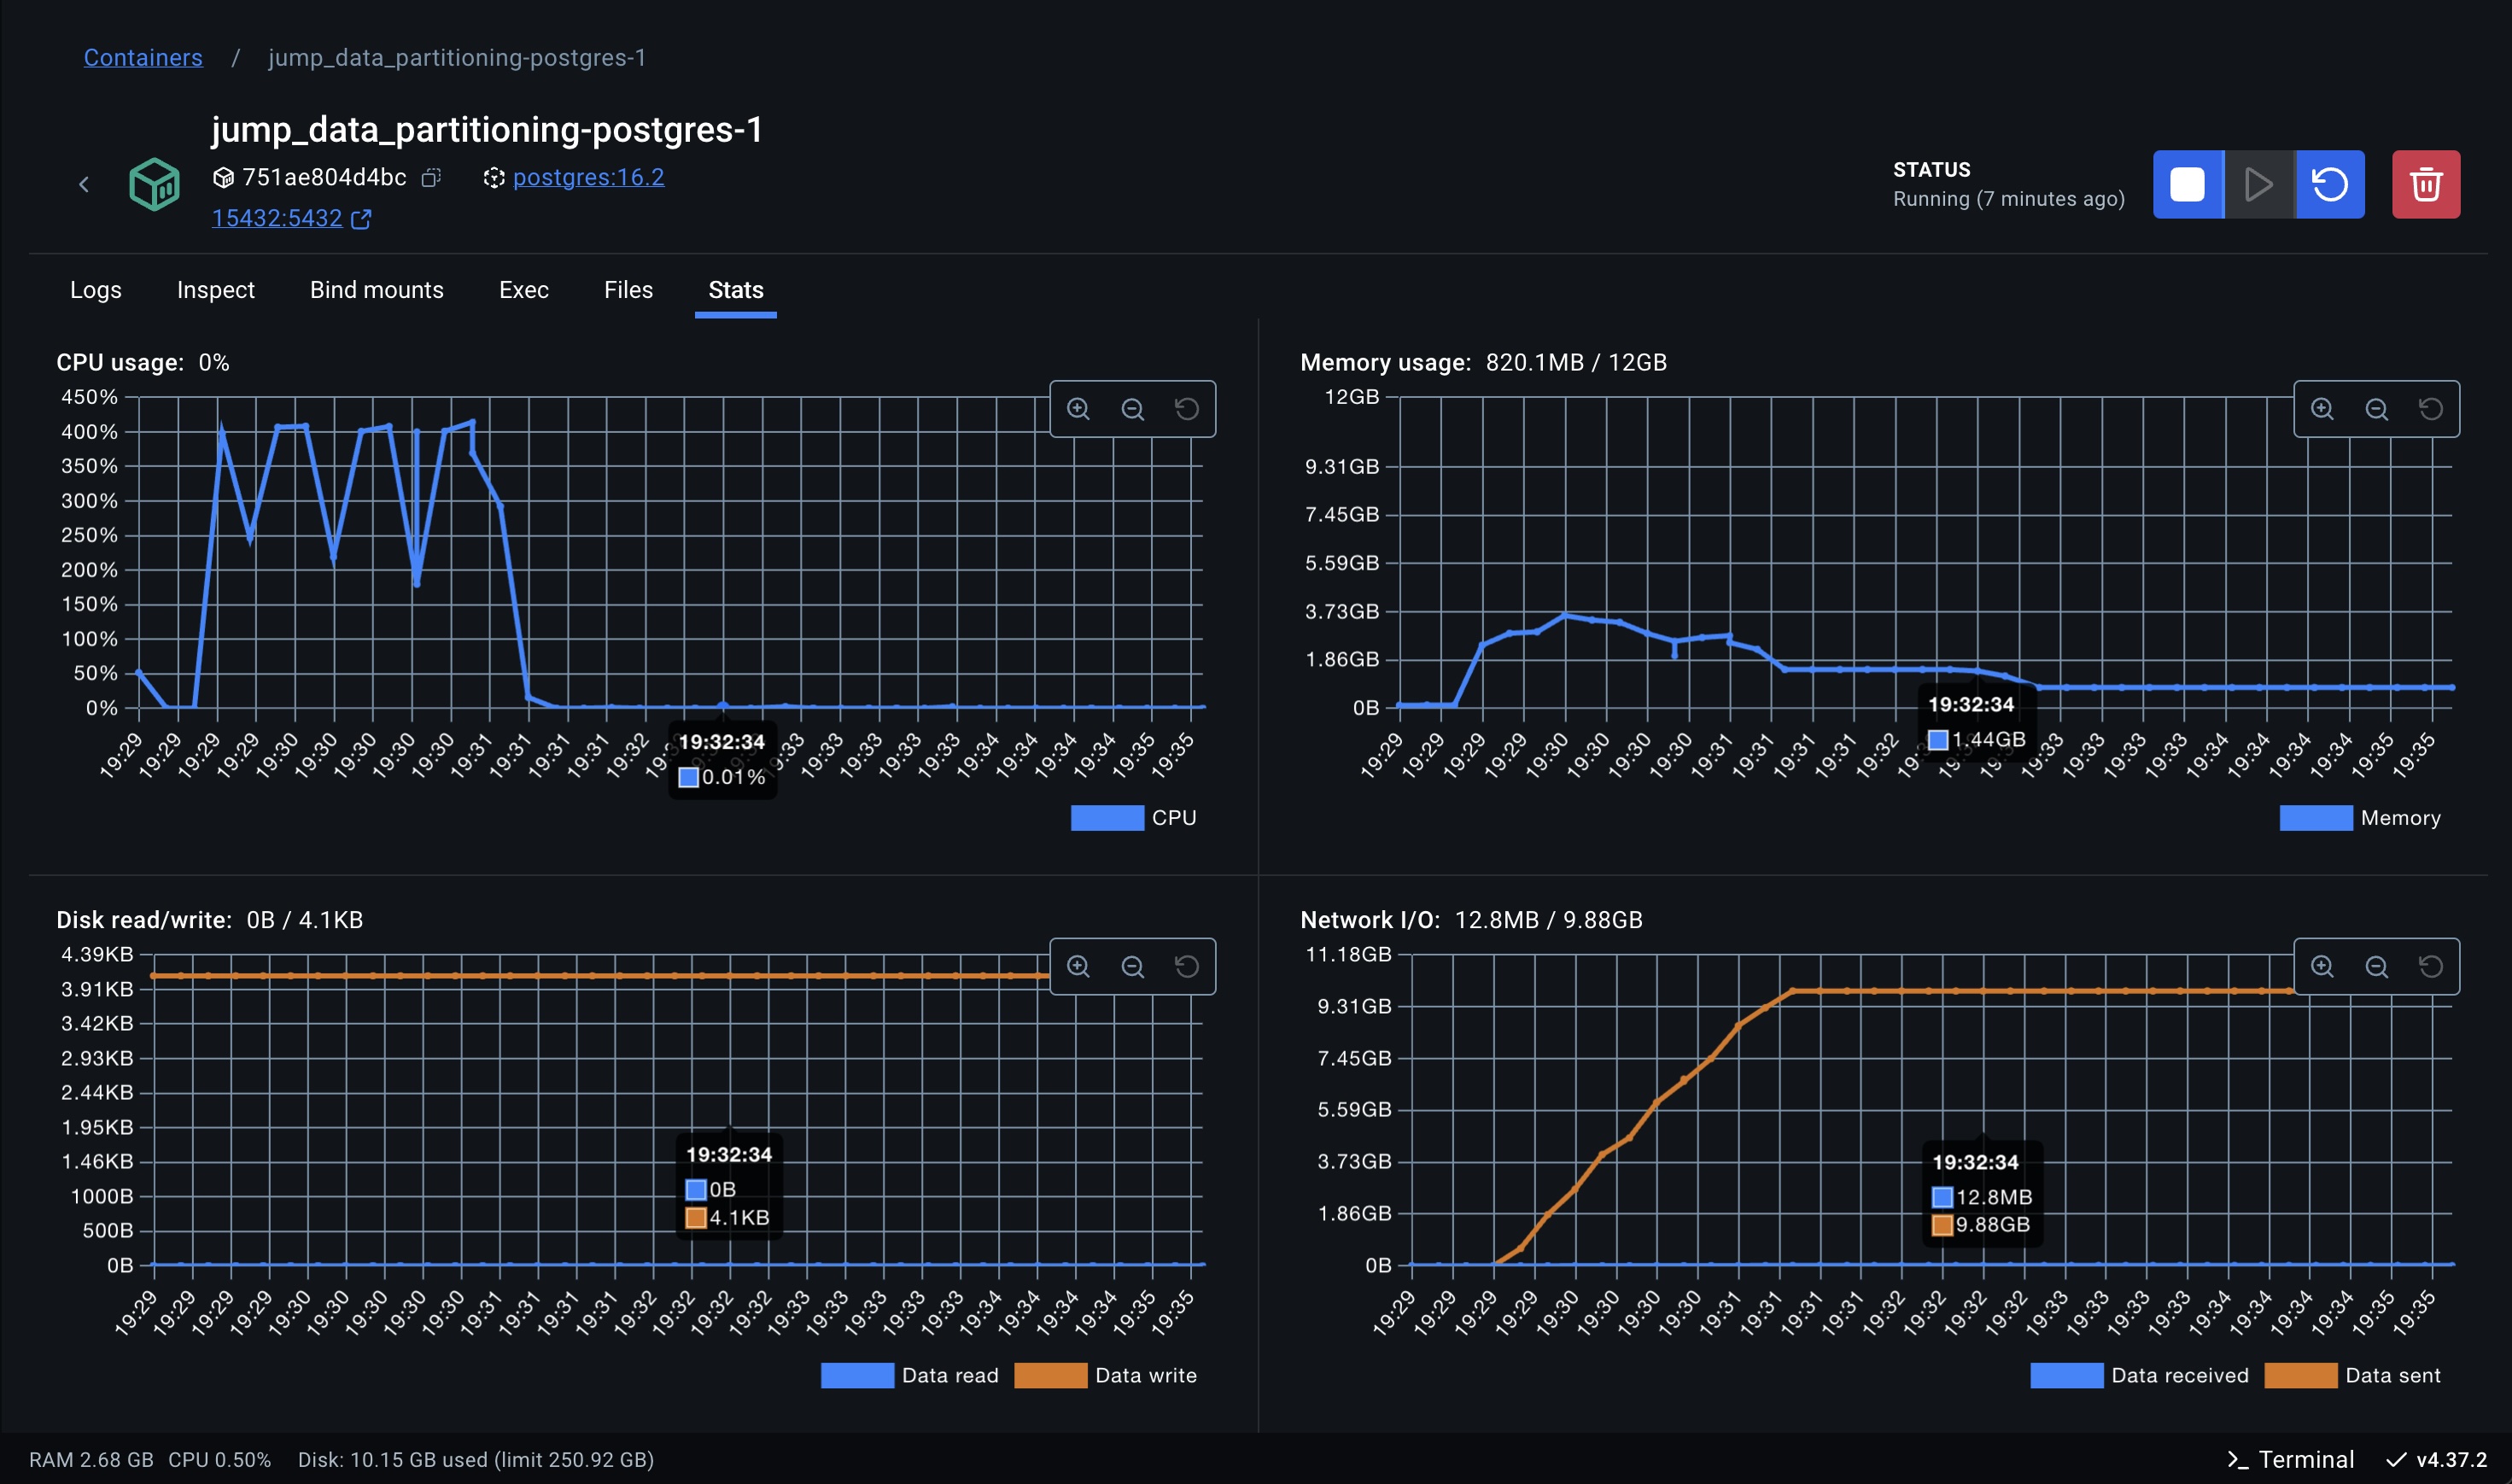 Containers / jump_data_partitioning-postgres-1
jump_data_partitioning-postgres-1
751ae804d4bc postgres:16.2
15432:5432
STATUS
Running (7 minutes ago)
Logs Inspect Bind mounts Exec Files Stats
CPU usage: 0%
450%
400%
350%
300%
250%
200%
150%
100%
50%
0%
19:29 19:29 19:29 19:29 19:30 19:30 19:30 19:30 19:30 19:31 19:31 19:31 19:31 19:32 19:33 19:33 19:33 19:33 19:33 19:34 19:34 19:34 19:34 19:35 19:35
19:32:34
0.01%
CPU
Memory usage: 820.1MB / 12GB
12GB
9.31GB
7.45GB
5.59GB
3.73GB
1.86GB
0B
19:29 19:29 19:29 19:29 19:30 19:30 19:30 19:30 19:31 19:31 19:31 19:31 19:32 19:33 19:33 19:33 19:33 19:34 19:34 19:34 19:34 19:35 19:35
19:32:34
1.44GB
Memory
Disk read/write: 0B / 4.1KB
4.39KB
3.91KB
3.42KB
2.93KB
2.44KB
1.95KB
1.46KB
1000B
500B
0B
19:29 19:29 19:29 19:29 19:30 19:30 19:30 19:30 19:30 19:31 19:31 19:31 19:31 19:32 19:32 19:32 19:32 19:33 19:33 19:33 19:33 19:33 19:34 19:34 19:34 19:34 19:35 19:35
19:32:34
0B
4.1KB
Data read Data write
Network I/O: 12.8MB / 9.88GB
11.18GB
9.31GB
7.45GB
5.59GB
3.73GB
1.86GB
0B
19:29 19:29 19:29 19:29 19:30 19:30 19:30 19:30 19:31 19:31 19:31 19:31 19:32 19:32 19:32 19:32 19:33 19:33 19:33 19:33 19:34 19:34 19:34 19:34 19:35 19:35
19:32:34
12.8MB
9.88GB
Data received Data sent
RAM 2.68 GB CPU 0.50% Disk: 10.15 GB used (limit 250.92 GB)
Terminal v4.37.2